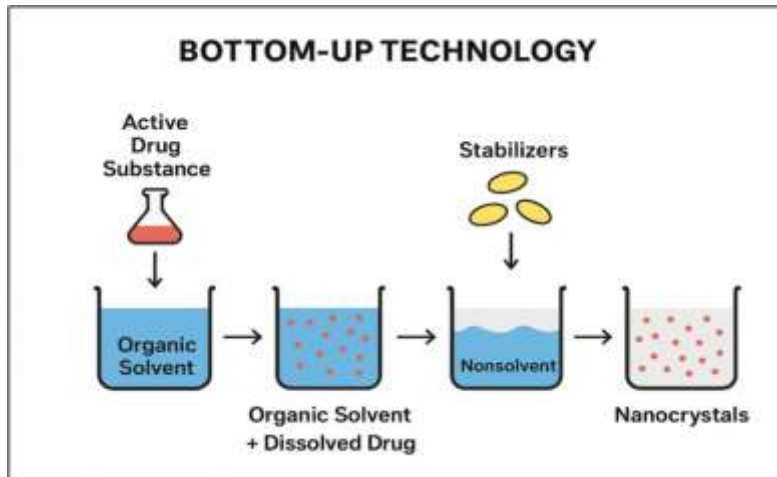 BOTTOM-UP TECHNOLOGY
Active
Drug
Substance
Stabilizers
Organic
Solvent
Nonsolvent
Organic Solvent
+ Dissolved Drug
Nanocrystals